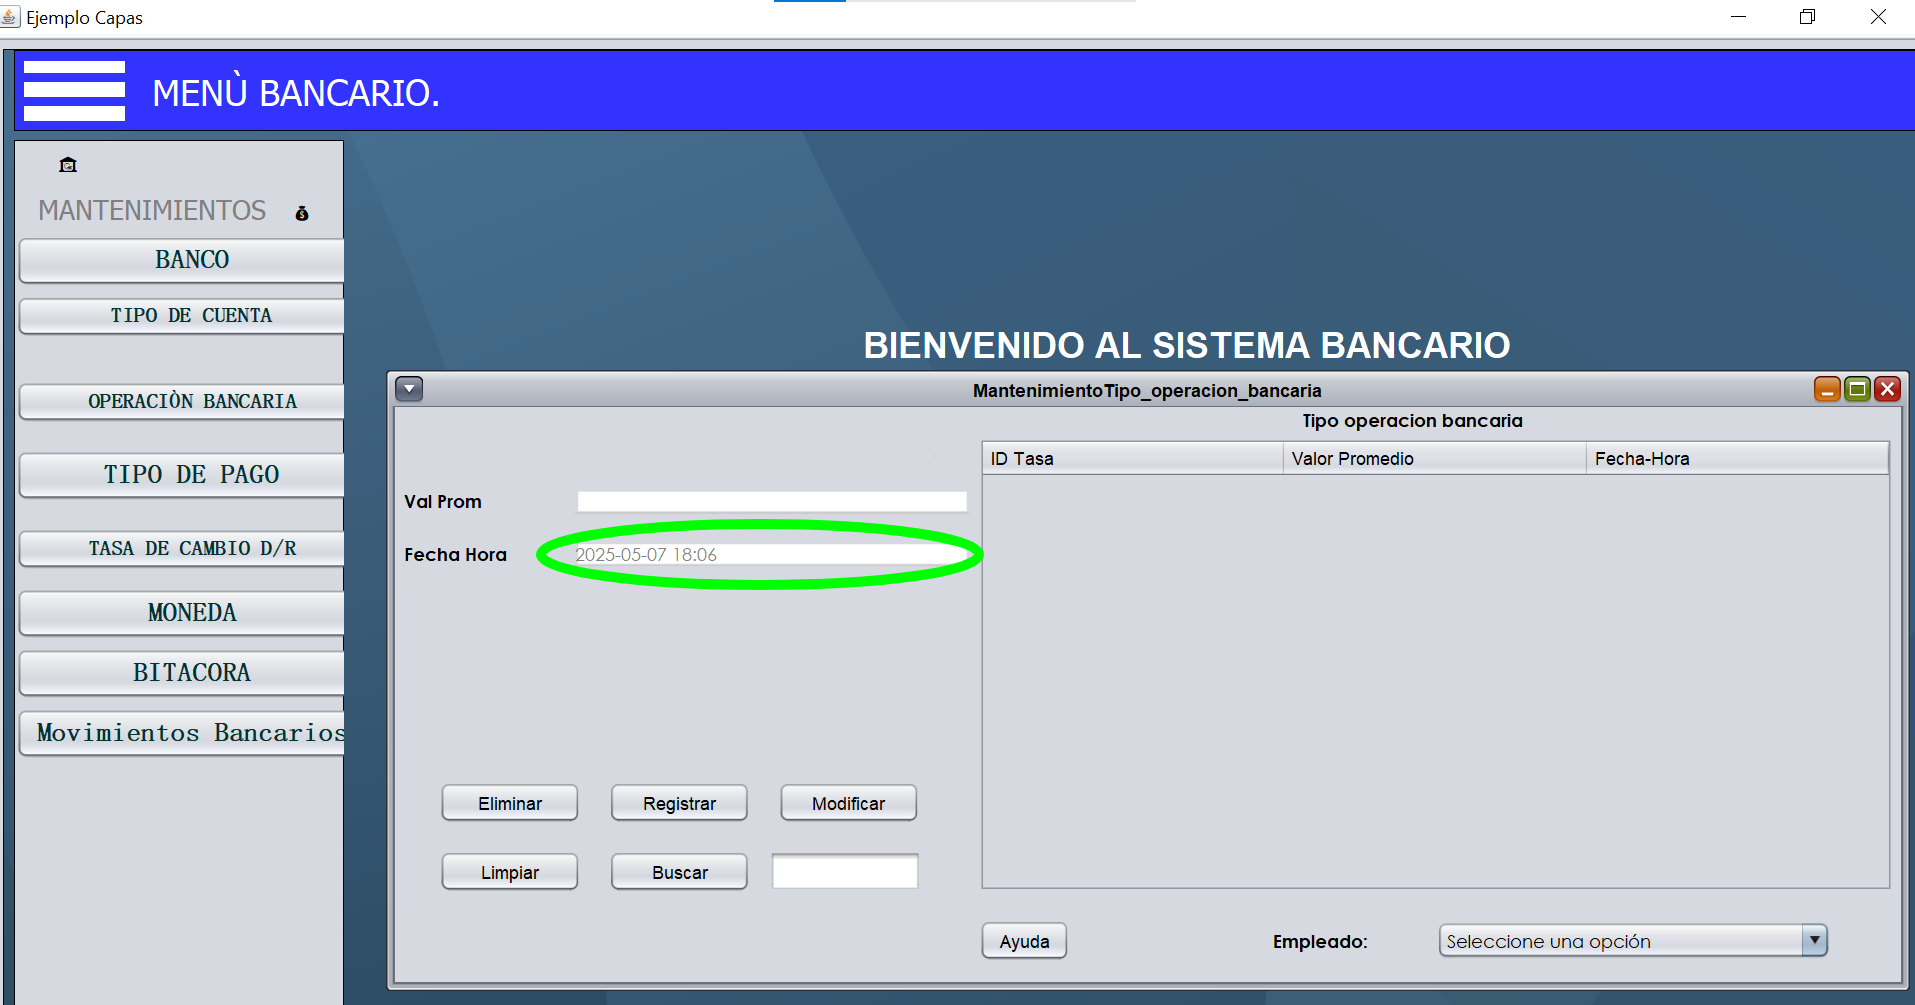 Ejemplo Capas
MENÙ BANCARIO.
MANTENIMIENTOS
BANCO
TIPO DE CUENTA
OPERACIÒN BANCARIA
TIPO DE PAGO
TASA DE CAMBIO D/R
MONEDA
BITACORA
Movimientos Bancarios
BIENVENIDO AL SISTEMA BANCARIO
MantenimientoTipo_operacion_bancaria
Tipo operacion bancaria
ID Tasa Valor Promedio Fecha-Hora
Val Prom
Fecha Hora 2025-05-07 18:06
Eliminar Registrar Modificar
Limpiar Buscar
Ayuda Empleado: Seleccione una opción